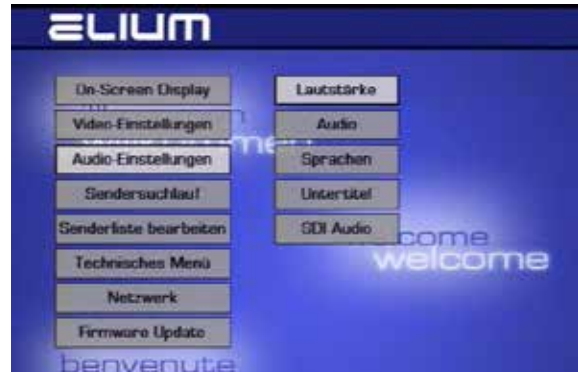 ELIUM
On-Screen Display
Video-Einstellungen
Audio-Einstellungen
Sendersuchlauf
Senderliste bearbeiten
Technisches Menü
Netzwerk
Firmware Update
Lautstärke
Audio
Sprachen
Untertitel
SDI Audio
come
welcome
benvenute